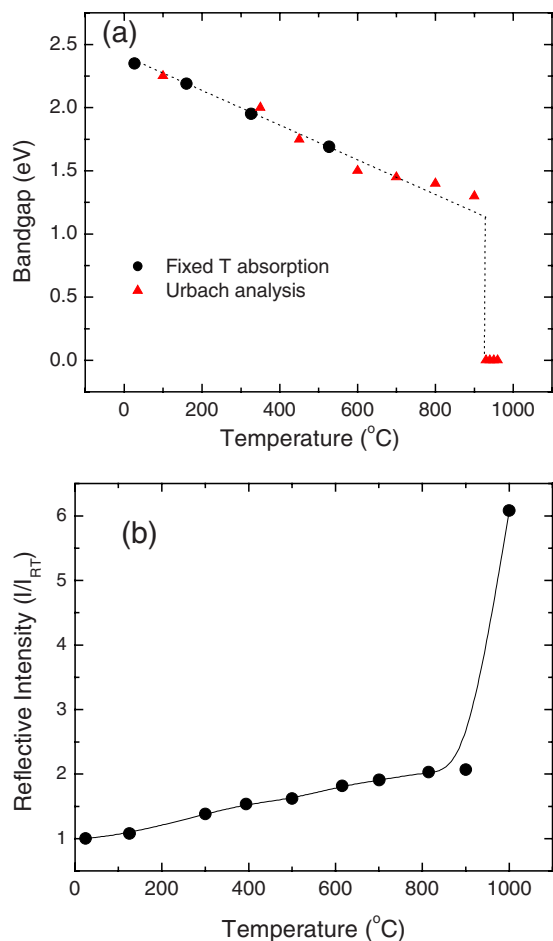 (a)
2.5
2.0
1.5
1.0
0.5
0.0
Bandgap (eV)
Fixed T absorption
Urbach analysis
0 200 400 600 800 1000
Temperature (°C)
(b)
6
5
4
3
2
1
Reflective Intensity (I/I_RT)
0 200 400 600 800 1000
Temperature (°C)